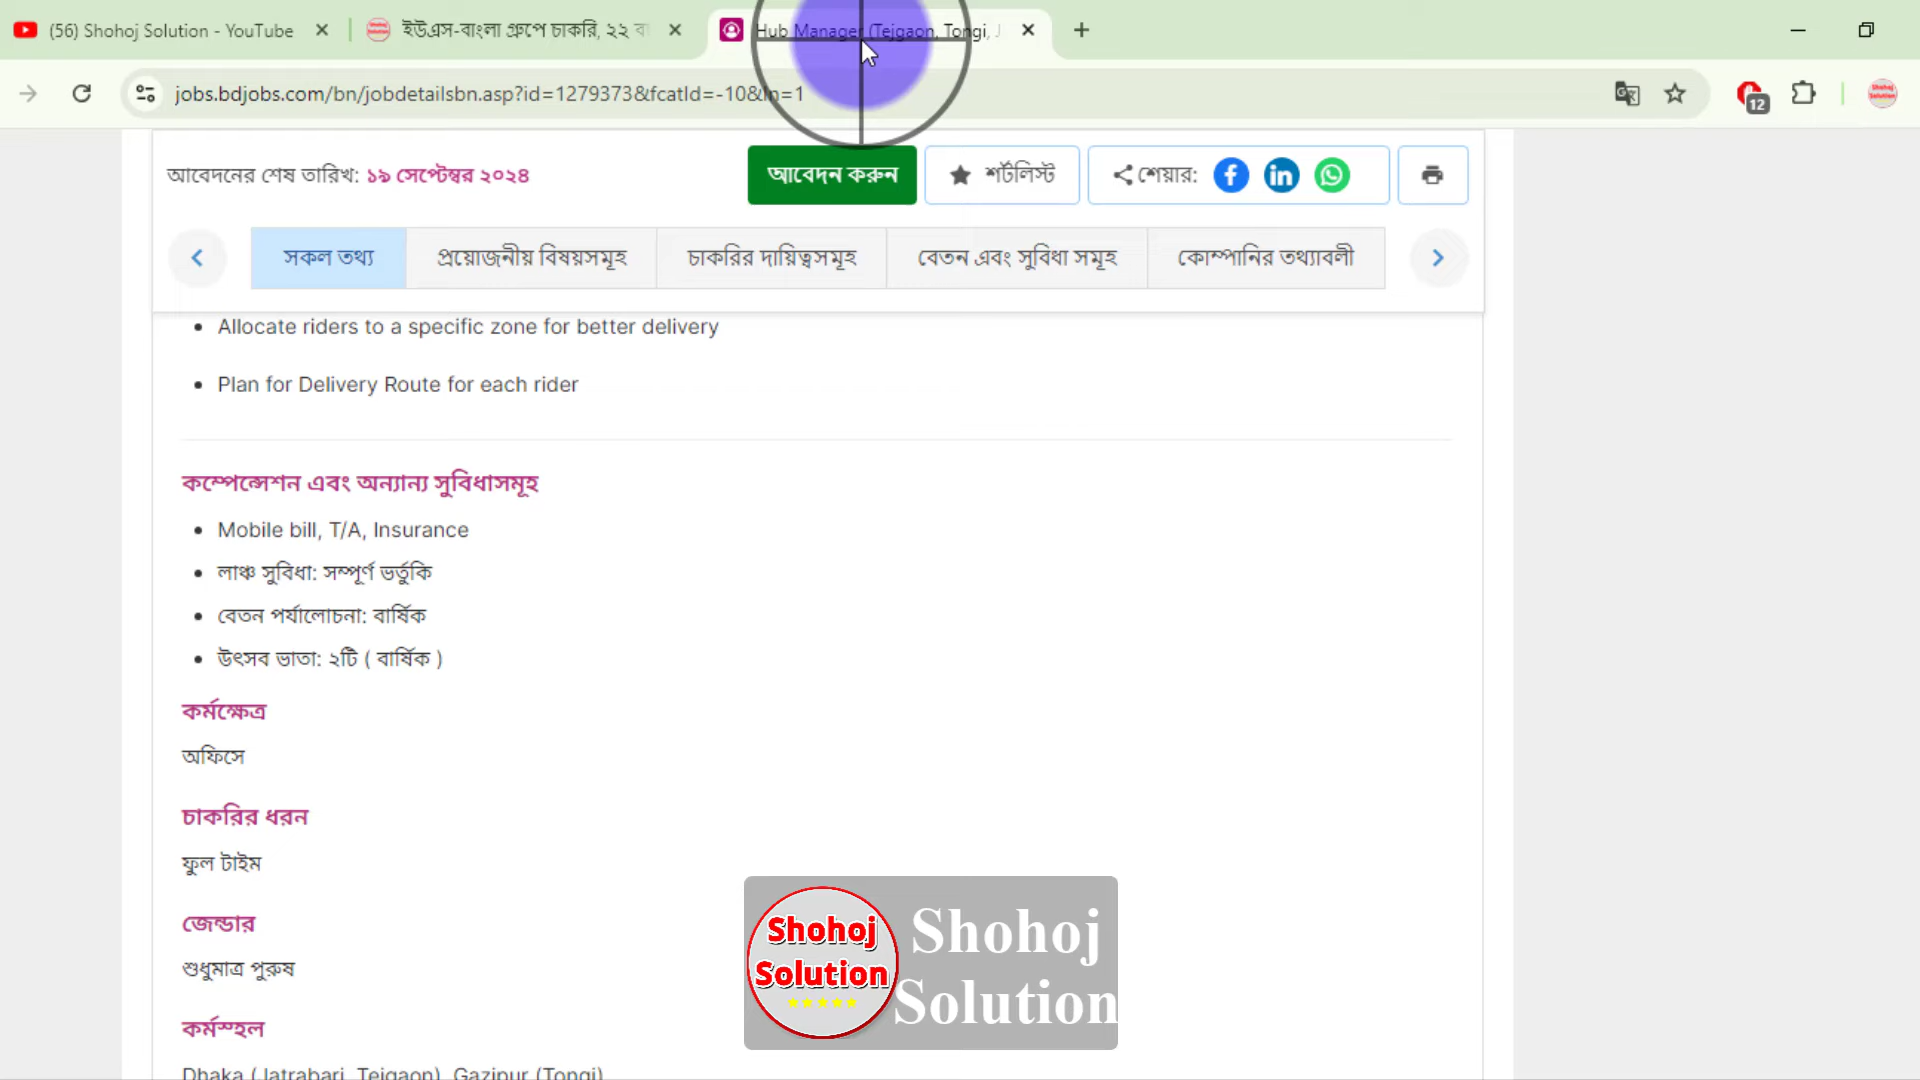 (56) Shohoj Solution - YouTube
ইউএস-বাংলা গ্রুপে চাকরি, ২২ ব
Hub Manager (Tejgaon, Tongi, J
jobs.bdjobs.com/bn/jobdetailsbn.asp?id=1279373&fcatId=-10&ln=1
12
আবেদনের শেষ তারিখ: ১৯ সেপ্টেম্বর ২০২৪
আবেদন করুন
শর্টলিস্ট
শেয়ার:
সকল তথ্য
প্রয়োজনীয় বিষয়সমূহ
চাকরির দায়িত্বসমূহ
বেতন এবং সুবিধা সমূহ
কোম্পানির তথ্যাবলী
Allocate riders to a specific zone for better delivery
Plan for Delivery Route for each rider
কম্পেন্সেশন এবং অন্যান্য সুবিধাসমূহ
Mobile bill, T/A, Insurance
লাঞ্চ সুবিধা: সম্পূর্ণ ভর্তুকি
বেতন পর্যালোচনা: বার্ষিক
উৎসব ভাতা: ২টি ( বার্ষিক )
কর্মক্ষেত্র
অফিসে
চাকরির ধরন
ফুল টাইম
জেন্ডার
শুধুমাত্র পুরুষ
কর্মস্হল
Dhaka (Jatrabari, Tejgaon), Gazipur (Tongi)
Shohoj
Solution
Shohoj
Solution